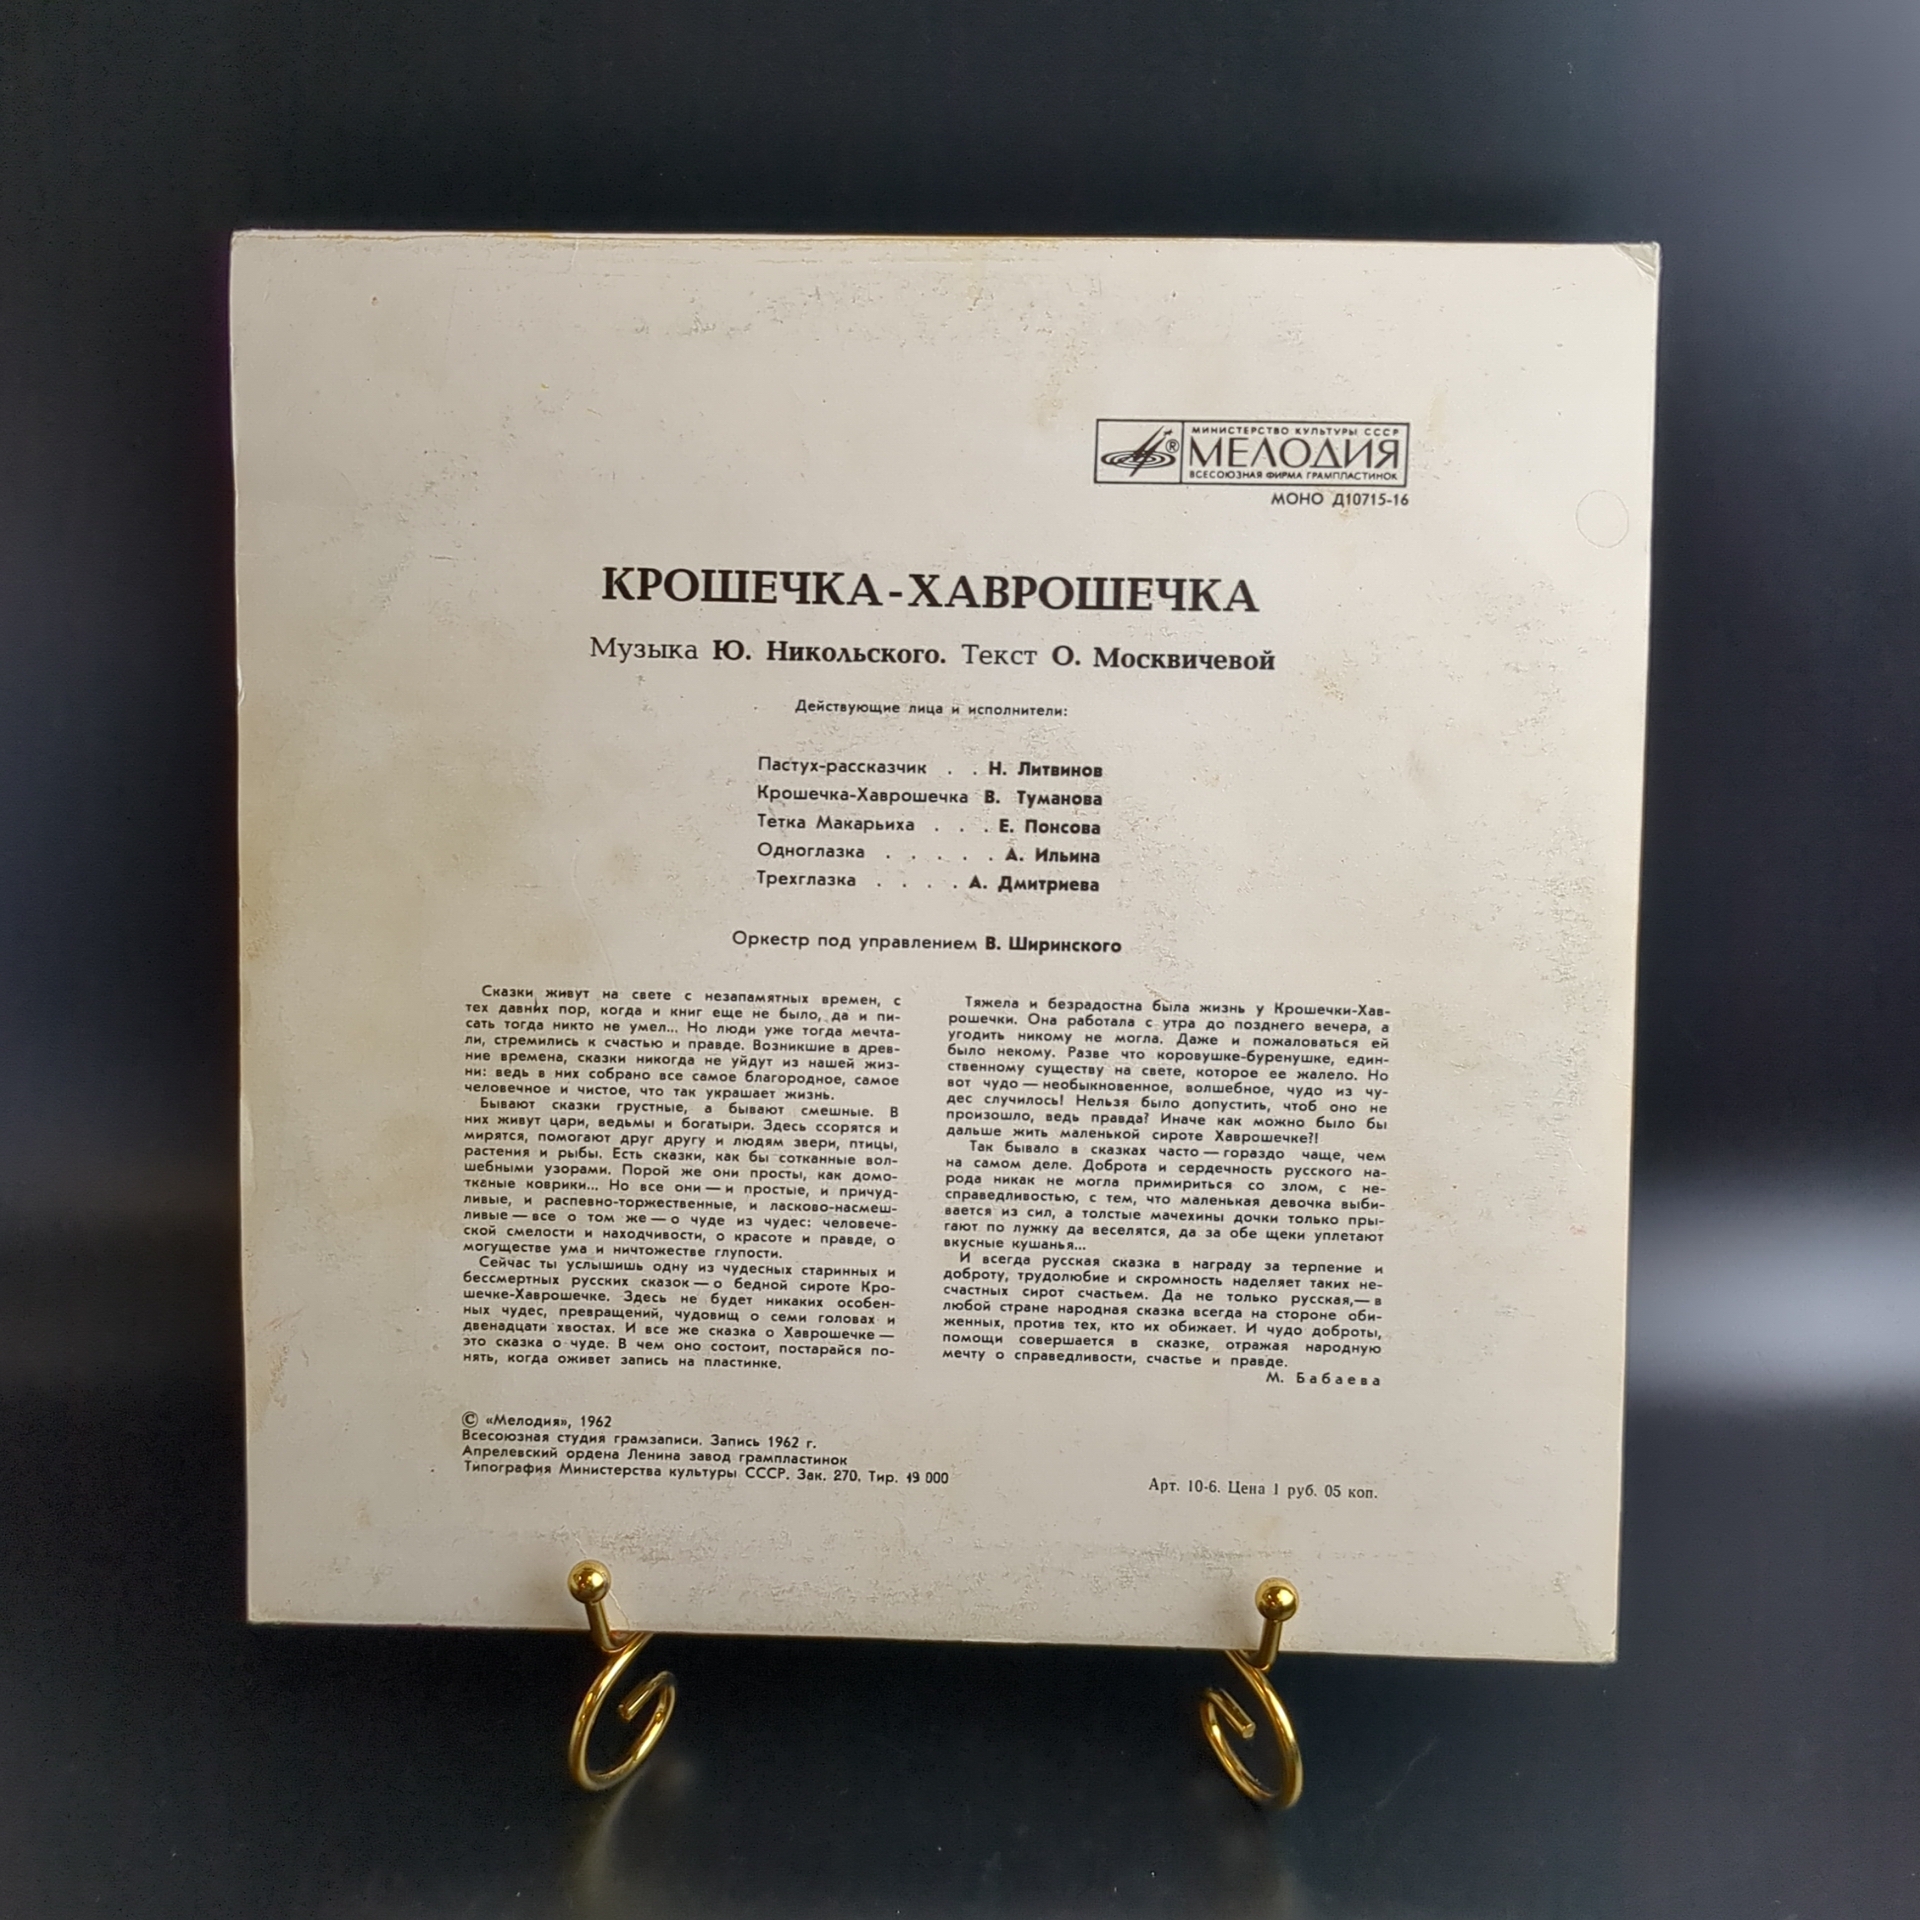 МИНИСТЕРСТВО КУЛЬТУРЫ СССР
® МЕЛОДИЯ
ВСЕСОЮЗНАЯ ФИРМА ГРАМПЛАСТИНОК
МОНО Д10715-16
КРОШЕЧКА-ХАВРОШЕЧКА
Музыка Ю. Никольского. Текст О. Москвичевой
Действующие лица и исполнители:
Пастух-рассказчик . . Н. Литвинов
Крошечка-Хаврошечка В. Туманова
Тетка Макарьиха . . . Е. Понсова
Одноглазка . . . . . А. Ильина
Трехглазка . . . . А. Дмитриева
Оркестр под управлением В. Ширинского
Сказки живут на свете с незапамятных времен, с
тех давних пор, когда и книг еще не было, да и пи-
сать тогда никто не умел... Но люди уже тогда мечта-
ли, стремились к счастью и правде. Возникшие в древ-
ние времена, сказки никогда не уйдут из нашей жиз-
ни: ведь в них собрано все самое благородное, самое
человечное и чистое, что так украшает жизнь.
Бывают сказки грустные, а бывают смешные. В
них живут цари, ведьмы и богатыри. Здесь ссорятся и
мирятся, помогают друг другу и людям звери, птицы,
растения и рыбы. Есть сказки, как бы сотканные вол-
шебными узорами. Порой же они просты, как домо-
тканые коврики... Но все они — и простые, и причуд-
ливые, и распевно-торжественные, и ласково-насмеш-
ливые — все о том же — о чуде из чудес: человече-
ской смелости и находчивости, о красоте и правде, о
могуществе ума и ничтожестве глупости.
Сейчас ты услышишь одну из чудесных старинных и
бессмертных русских сказок — о бедной сироте Кро-
шечке-Хаврошечке. Здесь не будет никаких особен-
ных чудес, превращений, чудовищ о семи головах и
двенадцати хвостах. И все же сказка о Хаврошечке —
это сказка о чуде. В чем оно состоит, постарайся по-
нять, когда оживет запись на пластинке.
Тяжела и безрадостна была жизнь у Крошечки-Хав-
рошечки. Она работала с утра до позднего вечера, а
угодить никому не могла. Даже и пожаловаться ей
было некому. Разве что коровушке-буренушке, един-
ственному существу на свете, которое ее жалело. Но
вот чудо — необыкновенное, волшебное, чудо из чу-
дес случилось! Нельзя было допустить, чтоб оно не
произошло, ведь правда? Иначе как можно было бы
дальше жить маленькой сироте Хаврошечке?!
Так бывало в сказках часто — гораздо чаще, чем
на самом деле. Доброта и сердечность русского на-
рода никак не могла примириться со злом, с не-
справедливостью, с тем, что маленькая девочка выби-
вается из сил, а толстые мачехины дочки только пры-
гают по лужку да веселятся, да за обе щеки уплетают
вкусные кушанья...
И всегда русская сказка в награду за терпение и
доброту, трудолюбие и скромность наделяет таких не-
счастных сирот счастьем. Да не только русская,— в
любой стране народная сказка всегда на стороне оби-
женных, против тех, кто их обижает. И чудо доброты,
помощи совершается в сказке, отражая народную
мечту о справедливости, счастье и правде.
М. Бабаева
© «Мелодия», 1962
Всесоюзная студия грамзаписи. Запись 1962 г.
Апрелевский ордена Ленина завод грампластинок
Типография Министерства культуры СССР. Зак. 270. Тир. 19 000
Арт. 10-6. Цена 1 руб. 05 коп.